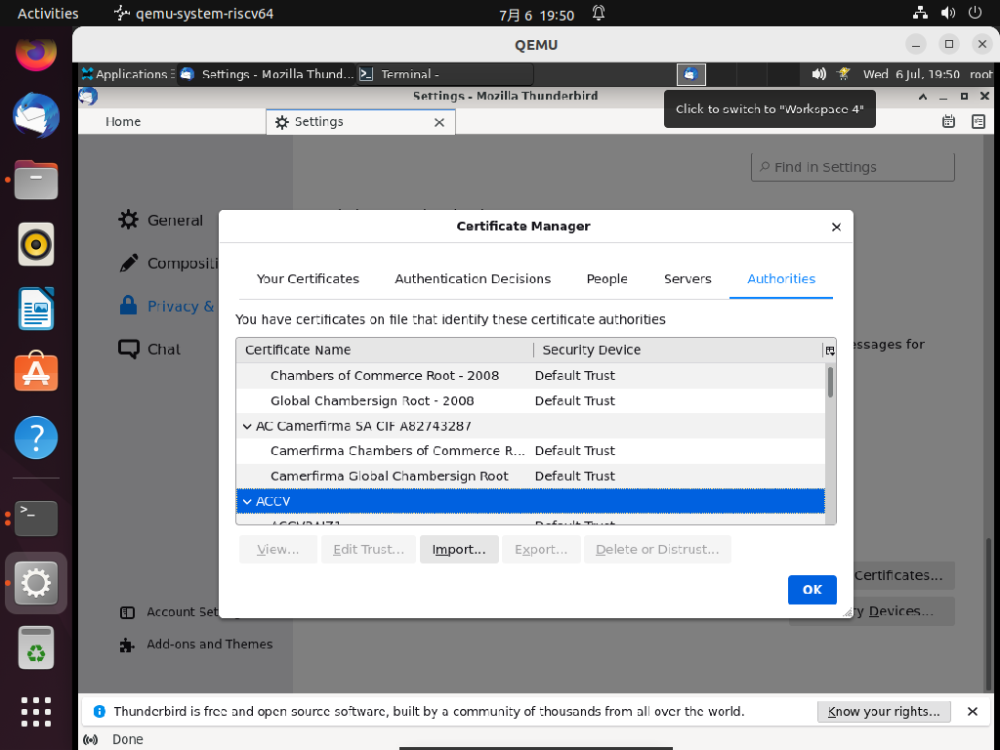 Activities
qemu-system-riscv64
7月 6 19:50
QEMU
Applications
Settings - Mozilla Thund...
Terminal -
Wed 6 Jul, 19:50 root
Settings - Mozilla Thunderbird
Click to switch to "Workspace 4"
Home
Settings
Find in Settings
General
Compositi
Privacy &
Chat
Certificate Manager
Your Certificates
Authentication Decisions
People
Servers
Authorities
You have certificates on file that identify these certificate authorities
essages for
Certificate Name
Security Device
Chambers of Commerce Root - 2008
Default Trust
Global Chambersign Root - 2008
Default Trust
AC Camerfirma SA CIF A82743287
Camerfirma Chambers of Commerce R...
Default Trust
Camerfirma Global Chambersign Root
Default Trust
ACCV
View...
Edit Trust...
Import...
Export...
Delete or Distrust...
Certificates...
OK
Account Set
y Devices...
Add-ons and Themes
Thunderbird is free and open source software, built by a community of thousands from all over the world.
Know your rights...
Done